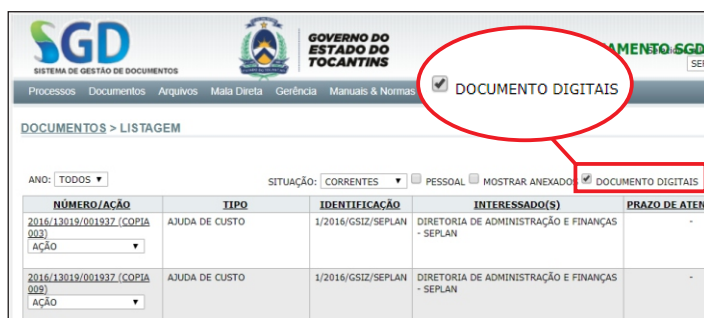 SGD
SISTEMA DE GESTÃO DE DOCUMENTOS
GOVERNO DO
ESTADO DO
TOCANTINS
AMENTO SGD
Processos Documentos Arquivos Mala Direta Gerência Manuais & Normas
DOCUMENTO DIGITAIS
DOCUMENTOS > LISTAGEM
ANO: TODOS SITUAÇÃO: CORRENTES PESSOAL MOSTRAR ANEXADOS DOCUMENTO DIGITAIS
NÚMERO/AÇÃO TIPO IDENTIFICAÇÃO INTERESSADO(S) PRAZO DE ATEN
2016/13019/001937 (COPIA AJUDA DE CUSTO 1/2016/GSIZ/SEPLAN DIRETORIA DE ADMINISTRAÇÃO E FINANÇAS -
003) - SEPLAN
AÇÃO
2016/13019/001937 (COPIA AJUDA DE CUSTO 1/2016/GSIZ/SEPLAN DIRETORIA DE ADMINISTRAÇÃO E FINANÇAS -
009) - SEPLAN
AÇÃO